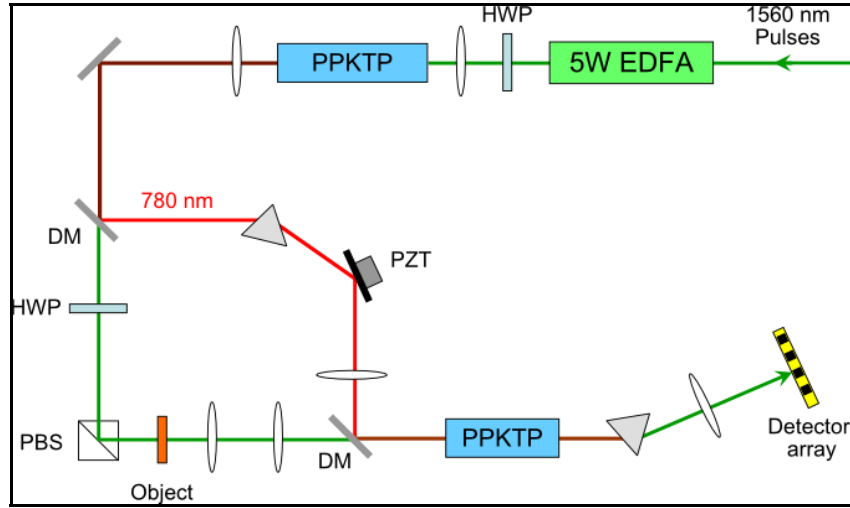 HWP
1560 nm
Pulses
PPKTP
5W EDFA
780 nm
DM
PZT
HWP
PBS
Object
DM
PPKTP
Detector
array